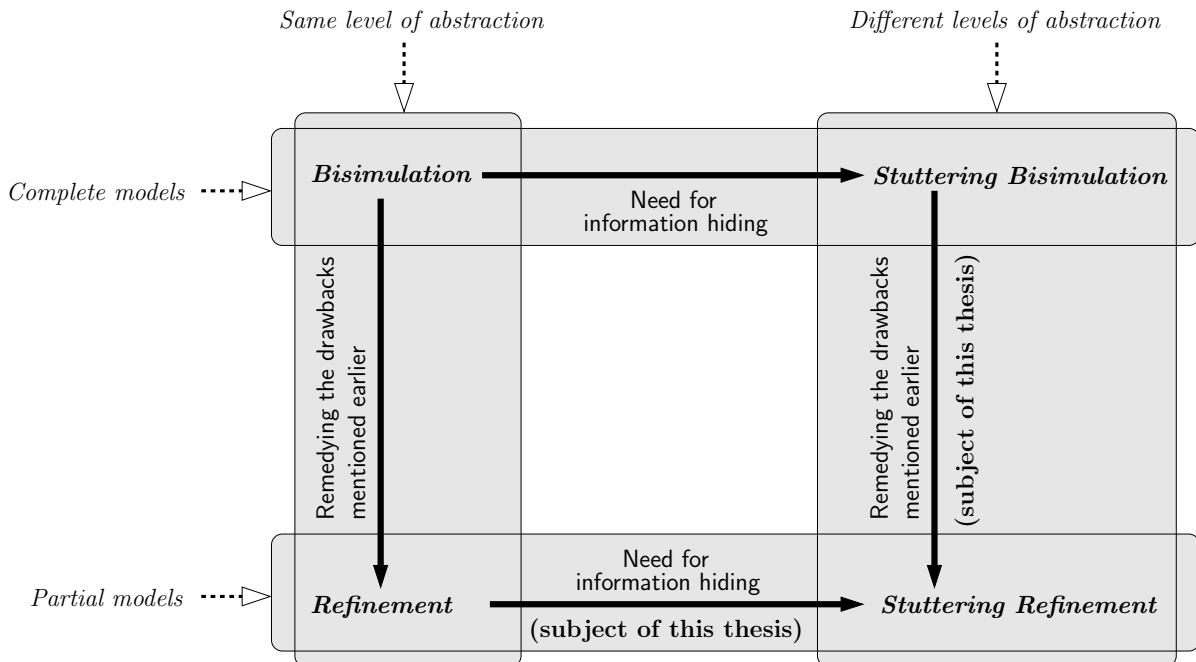 Same level of abstraction
Different levels of abstraction
Complete models
Bisimulation
Stuttering Bisimulation
Need for
information hiding
Remedying the drawbacks
mentioned earlier
Remedying the drawbacks
mentioned earlier
(subject of this thesis)
Partial models
Need for
information hiding
Refinement
Stuttering Refinement
(subject of this thesis)